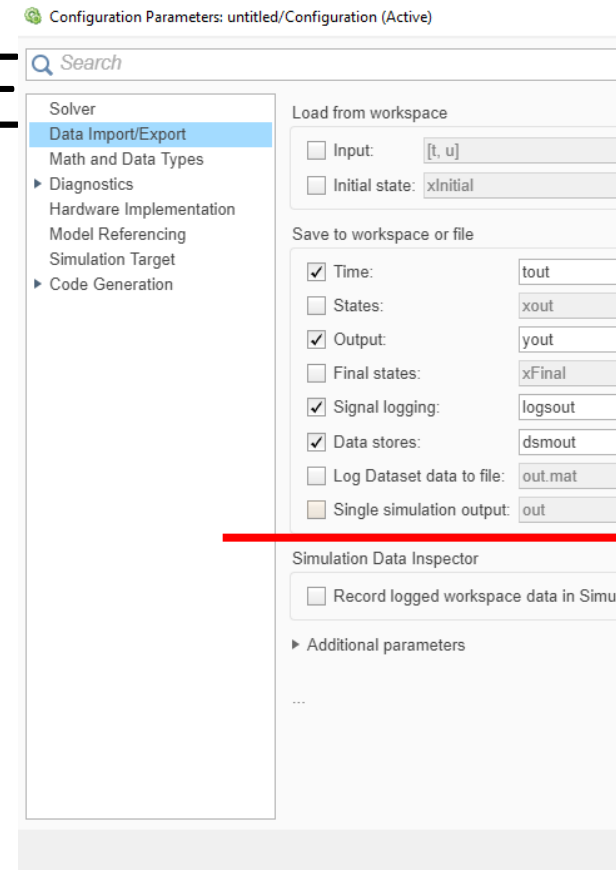 Configuration Parameters: untitled/Configuration (Active)
Search
Solver
Data Import/Export
Math and Data Types
Diagnostics
Hardware Implementation
Model Referencing
Simulation Target
Code Generation
Load from workspace
Input: [t, u]
Initial state: xInitial
Save to workspace or file
Time: tout
States: xout
Output: yout
Final states: xFinal
Signal logging: logsout
Data stores: dsmout
Log Dataset data to file: out.mat
Single simulation output: out
Simulation Data Inspector
Record logged workspace data in Simu
Additional parameters
...